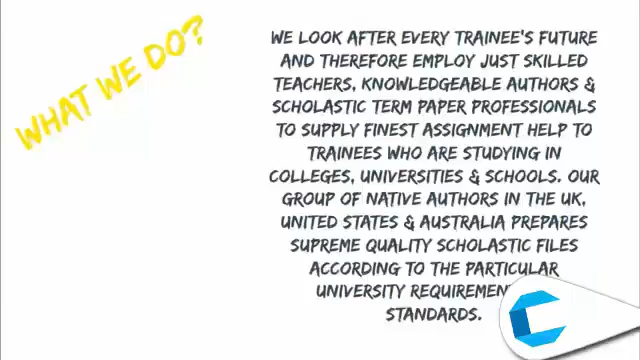 WHAT WE DO?
WE LOOK AFTER EVERY TRAINEE'S FUTURE
AND THEREFORE EMPLOY JUST SKILLED
TEACHERS, KNOWLEDGEABLE AUTHORS &
SCHOLASTIC TERM PAPER PROFESSIONALS
TO SUPPLY FINEST ASSIGNMENT HELP TO
TRAINEES WHO ARE STUDYING IN
COLLEGES, UNIVERSITIES & SCHOOLS. OUR
GROUP OF NATIVE AUTHORS IN THE UK,
UNITED STATES & AUSTRALIA PREPARES
SUPREME QUALITY SCHOLASTIC FILES
ACCORDING TO THE PARTICULAR
UNIVERSITY
STANDARDS.